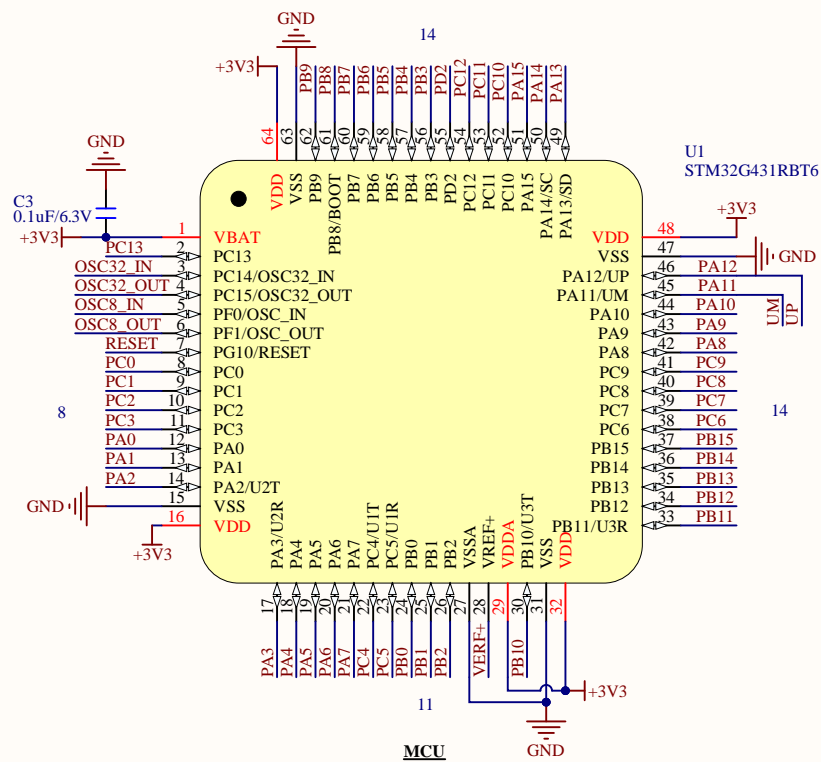 GND
14
+3V3
PB9
PB8
PB7
PB6
PB5
PB4
PB3
PD2
PC12
PC11
PC10
PA15
PA14
PA13
64
63
62
61
60
59
58
57
56
55
54
53
52
51
50
49
VDD
VSS
PB9
PB8/BOOT
PB7
PB6
PB5
PB4
PB3
PD2
PC12
PC11
PC10
PA15
PA14/SC
PA13/SD
U1
STM32G431RBT6
GND
C3
0.1uF/6.3V
+3V3
1 VBAT
PC13 2 PC13
OSC32_IN 3 PC14/OSC32_IN
OSC32_OUT 4 PC15/OSC32_OUT
OSC8_IN 5 PF0/OSC_IN
OSC8_OUT 6 PF1/OSC_OUT
RESET 7 PG10/RESET
PC0 8 PC0
PC1 9 PC1
PC2 10 PC2
PC3 11 PC3
PA0 12 PA0
PA1 13 PA1
PA2 14 PA2/U2T
GND 15 VSS
16 VDD
+3V3
8
+3V3
VDD 48
VSS 47 GND
PA12/UP 46 PA12
PA11/UM 45 PA11
UM
UP
PA10 44 PA10
PA9 43 PA9
PA8 42 PA8
PC9 41 PC9
PC8 40 PC8
PC7 39 PC7
PC6 38 PC6
PB15 37 PB15
PB14 36 PB14
PB13 35 PB13
PB12 34 PB12
PB11/U3R 33 PB11
14
PA3/U2R
PA4
PA5
PA6
PA7
PC4/U1T
PC5/U1R
PB0
PB1
PB2
VSSA
VREF+
VDDA
PB10/U3T
VSS
VDD
17
18
19
20
21
22
23
24
25
26
27
28
29
30
31
32
PA3
PA4
PA5
PA6
PA7
PC4
PC5
PB0
PB1
PB2
VERF+
PB10
+3V3
11
GND
MCU